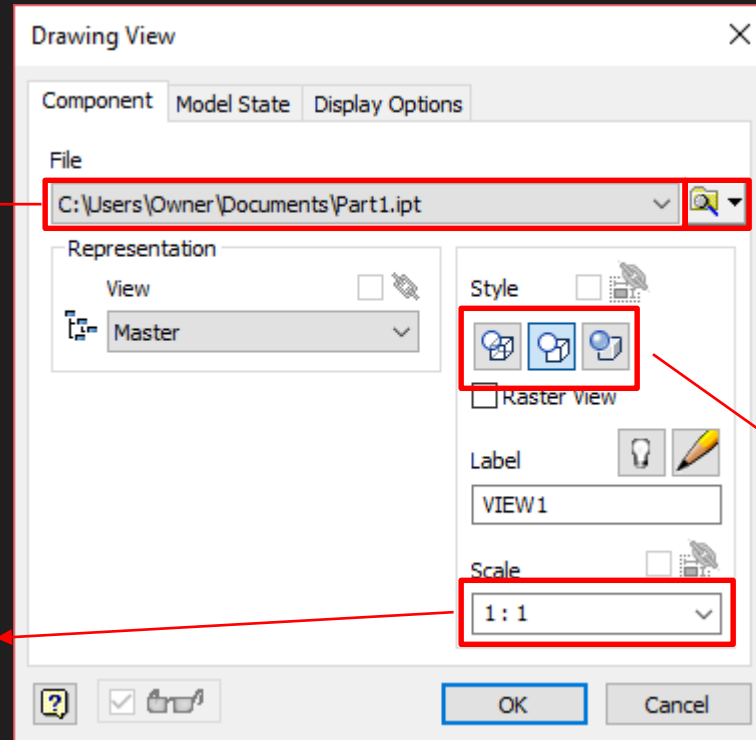 Drawing View
Component Model State Display Options
File
C:\Users\Owner\Documents\Part1.ipt
Representation
View
Master
Style
Raster View
Label
VIEW1
Scale
1 : 1
?
OK Cancel